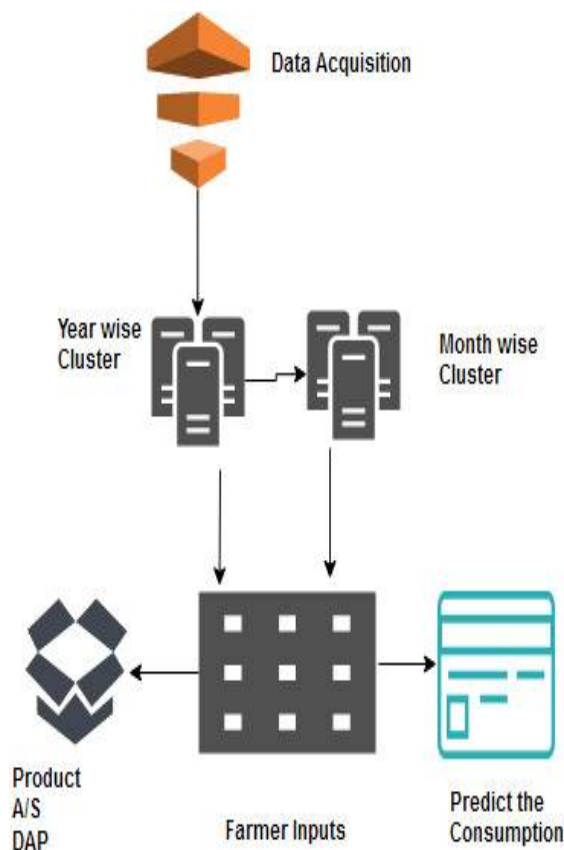 Data Acquisition
Year wise
Cluster
Month wise
Cluster
Product
A/S
DAP
Farmer Inputs
Predict the
Consumption